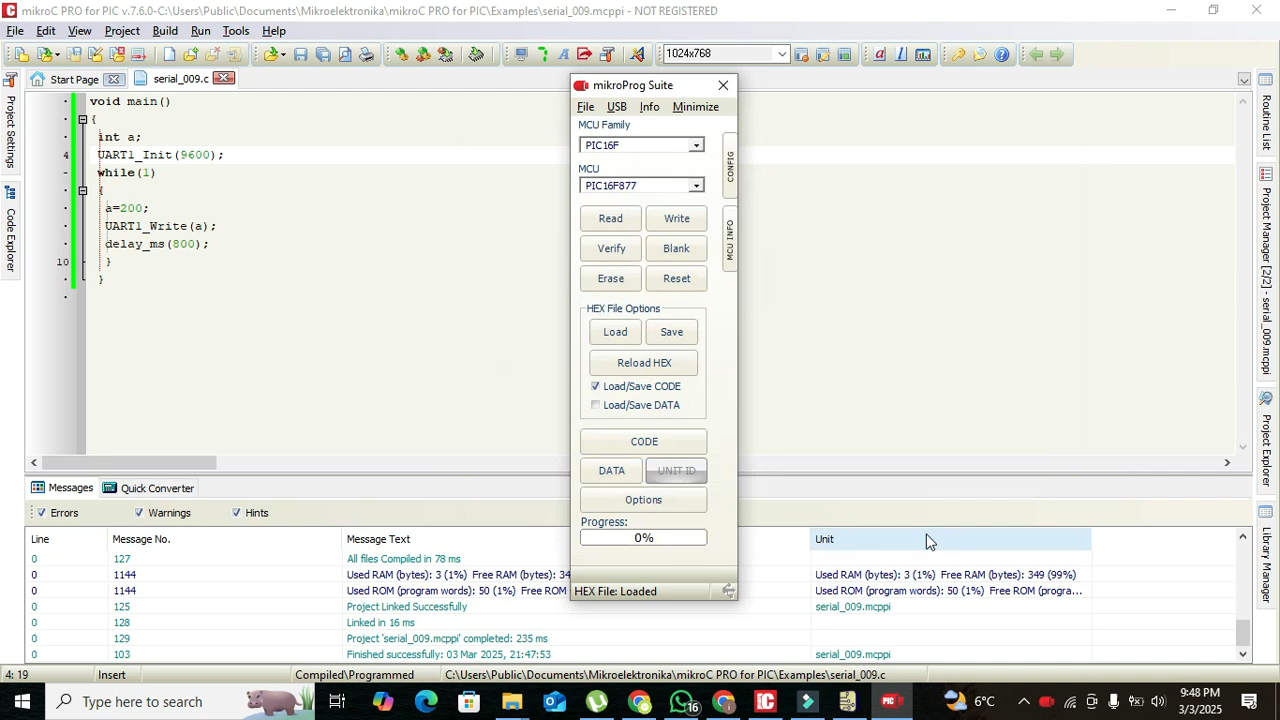 mikroC PRO for PIC v.7.6.0-C:\Users\Public\Documents\Mikroelektronika\mikroC PRO for PIC\Examples\serial_009.mcppi - NOT REGISTERED
File Edit View Project Build Run Tools Help
1024x768
Start Page serial_009.c
Project Settings
Code Explorer
void main()
{
int a;
4 UART1_Init(9600);
while(1)
{
a=200;
UART1_Write(a);
delay_ms(800);
10 }
}
mikroProg Suite
File USB Info Minimize
MCU Family
PIC16F
MCU
PIC16F877
CONFIG
MCU INFO
Read Write
Verify Blank
Erase Reset
HEX File Options
Load Save
Reload HEX
Load/Save CODE
Load/Save DATA
CODE
DATA UNIT ID
Options
Progress:
0%
HEX File: Loaded
Routine List
Project Manager [2/2] - serial_009.mcppi
Project Explorer
Library Manager
Messages Quick Converter
Errors Warnings Hints
Line Message No. Message Text Unit
0 127 All files Compiled in 78 ms
0 1144 Used RAM (bytes): 3 (1%) Free RAM (bytes): 34 Used RAM (bytes): 3 (1%) Free RAM (bytes): 349 (99%)
0 1144 Used ROM (program words): 50 (1%) Free ROM Used ROM (program words): 50 (1%) Free ROM (progra...
0 125 Project Linked Successfully serial_009.mcppi
0 128 Linked in 16 ms
0 129 Project 'serial_009.mcppi' completed: 235 ms
0 103 Finished successfully: 03 Mar 2025, 21:47:53 serial_009.mcppi
4: 19 Insert Compiled\Programmed C:\Users\Public\Documents\Mikroelektronika\mikroC PRO for PIC\Examples\serial_009.c
Type here to search
16
6°C
9:48 PM
3/3/2025